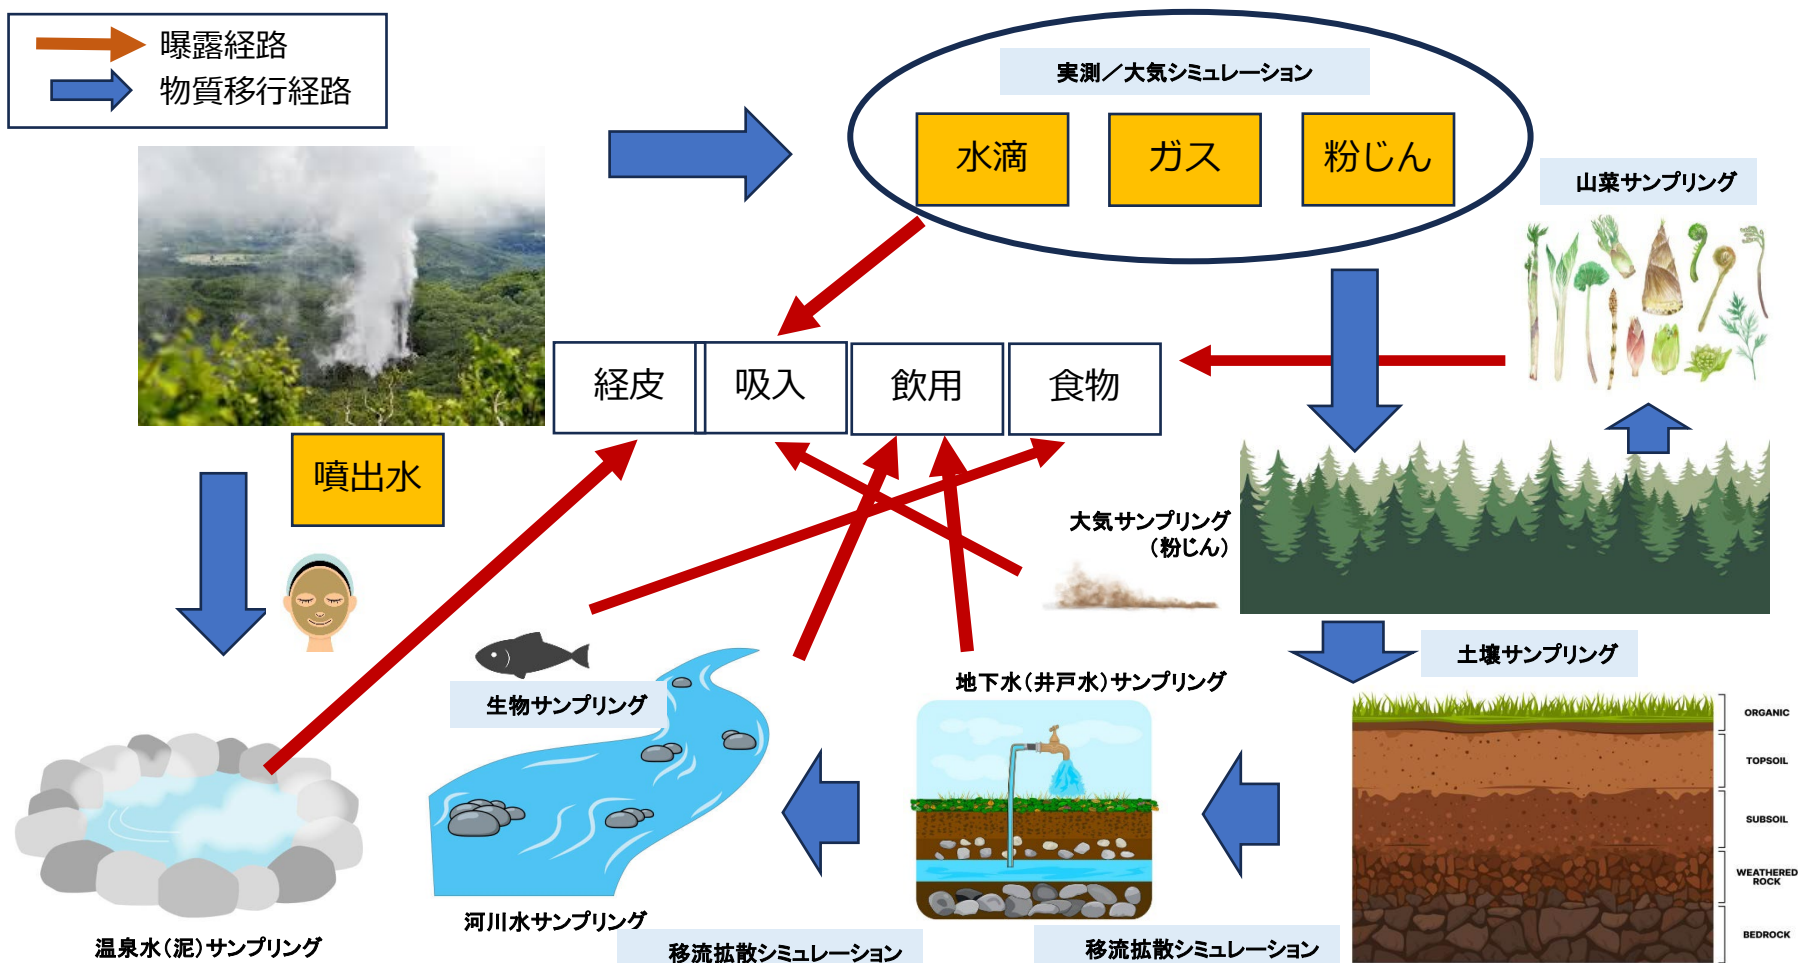 曝露経路
物質移行経路
実測／大気シミュレーション
水滴
ガス
粉じん
山菜サンプリング
経皮
吸入
飲用
食物
噴出水
大気サンプリング
（粉じん）
土壌サンプリング
地下水（井戸水）サンプリング
生物サンプリング
ORGANIC
TOPSOIL
SUBSOIL
WEATHERED
ROCK
BEDROCK
河川水サンプリング
温泉水（泥）サンプリング
移流拡散シミュレーション
移流拡散シミュレーション